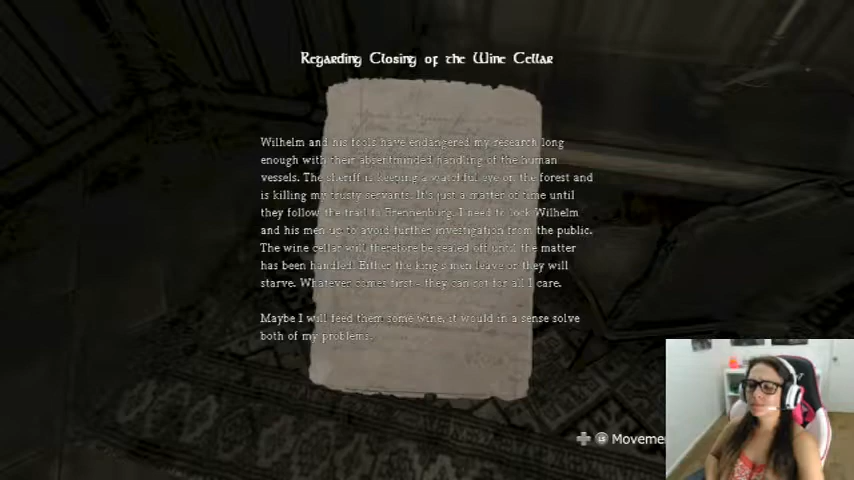 Regarding Closing of the Wine Cellar
Wilhelm and his fools have endangered my research long
enough with their absentminded handling of the human
vessels. The sheriff is keeping a watchful eye on the forest and
is killing my trusty servants. It's just a matter of time until
they follow the trail to Brennenburg. I need to lock Wilhelm
and his men up to avoid further investigation from the public.
The wine cellar will therefore be sealed off until the matter
has been handled. Either the king's men leave or they will
starve. Whatever comes first - they can rot for all I care.
Maybe I will feed them some wine, it would in a sense solve
both of my problems.
LS Moveme